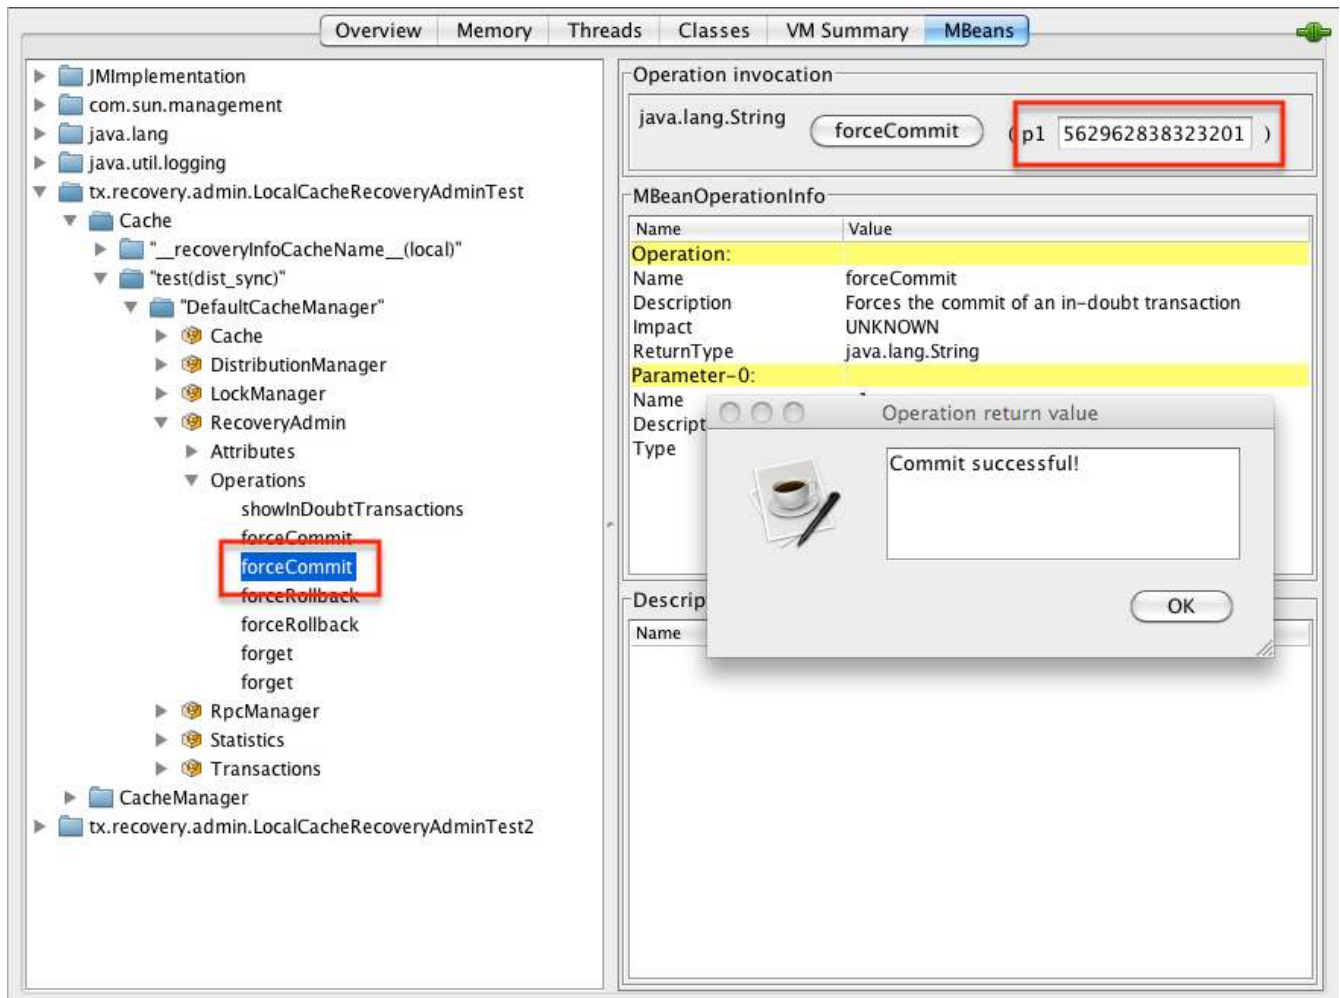 Overview Memory Threads Classes VM Summary MBeans
JMImplementation
com.sun.management
java.lang
java.util.logging
tx.recovery.admin.LocalCacheRecoveryAdminTest
Cache
"__recoveryInfoCacheName__(local)"
"test(dist_sync)"
"DefaultCacheManager"
Cache
DistributionManager
LockManager
RecoveryAdmin
Attributes
Operations
showInDoubtTransactions
forceCommit
forceCommit
forceRollback
forceRollback
forget
forget
RpcManager
Statistics
Transactions
CacheManager
tx.recovery.admin.LocalCacheRecoveryAdminTest2
Operation invocation
java.lang.String forceCommit ( p1 562962838323201 )
MBeanOperationInfo
Name Value
Operation:
Name forceCommit
Description Forces the commit of an in-doubt transaction
Impact UNKNOWN
ReturnType java.lang.String
Parameter-0:
Name
Descript
Type
Operation return value
Commit successful!
OK
Descrip
Name